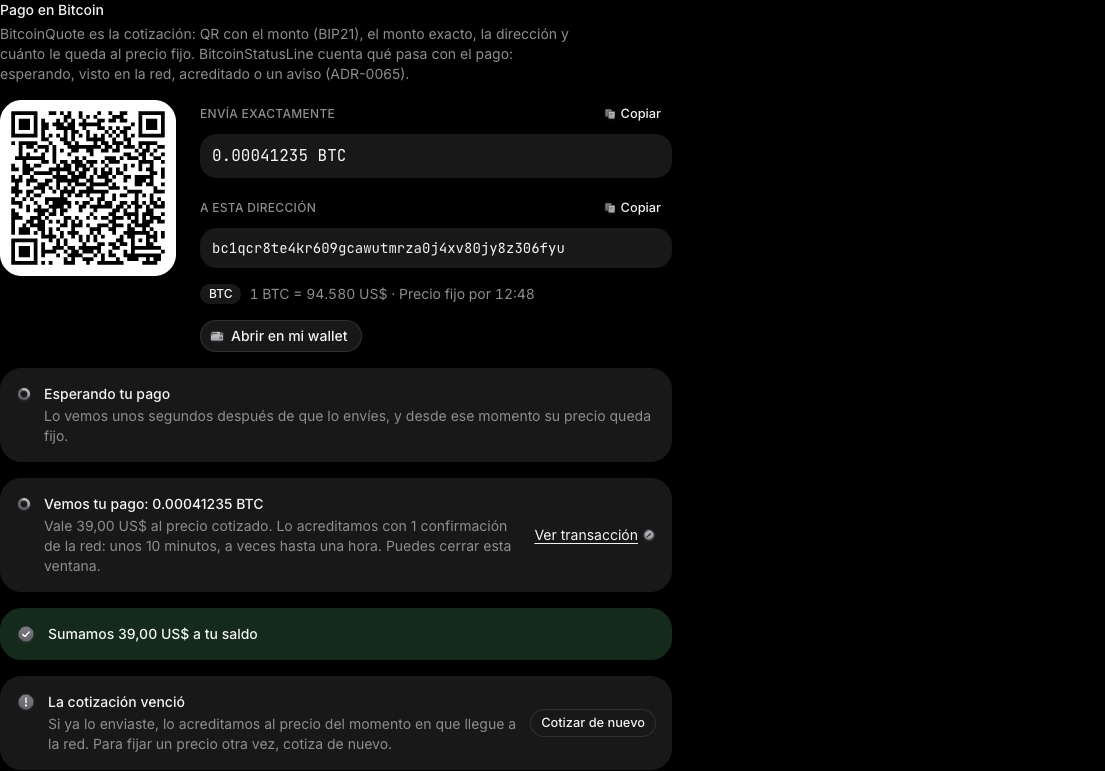 Pago en Bitcoin
BitcoinQuote es la cotización: QR con el monto (BIP21), el monto exacto, la dirección y
cuánto le queda al precio fijo. BitcoinStatusLine cuenta qué pasa con el pago:
esperando, visto en la red, acreditado o un aviso (ADR-0065).
ENVÍA EXACTAMENTE
Copiar
0.00041235 BTC
A ESTA DIRECCIÓN
Copiar
bc1qcr8te4kr609gcawutmrza0j4xv80jy8z306fyu
BTC 1 BTC = 94.580 US$ · Precio fijo por 12:48
Abrir en mi wallet
Esperando tu pago
Lo vemos unos segundos después de que lo envíes, y desde ese momento su precio queda
fijo.
Vemos tu pago: 0.00041235 BTC
Vale 39,00 US$ al precio cotizado. Lo acreditamos con 1 confirmación
de la red: unos 10 minutos, a veces hasta una hora. Puedes cerrar esta
ventana.
Ver transacción
Sumamos 39,00 US$ a tu saldo
La cotización venció
Si ya lo enviaste, lo acreditamos al precio del momento en que llegue a
la red. Para fijar un precio otra vez, cotiza de nuevo.
Cotizar de nuevo